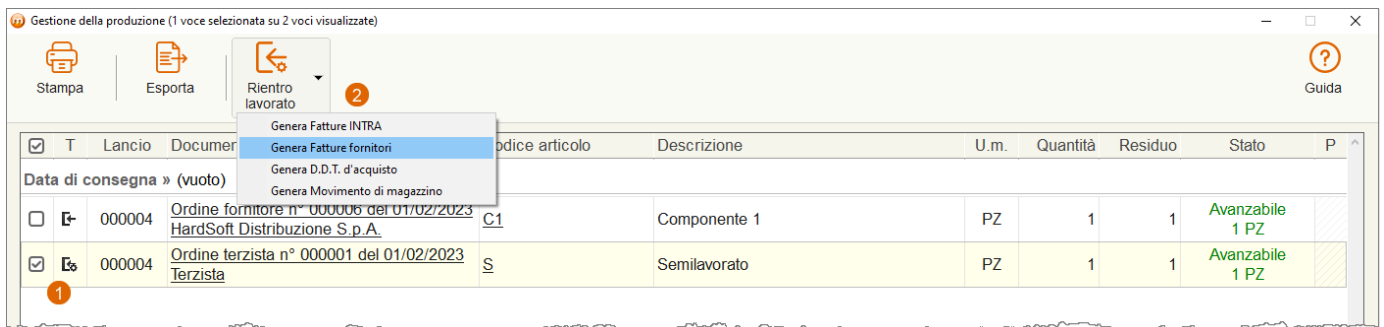 Gestione della produzione (1 voce selezionata su 2 voci visualizzate)
Stampa
Esporta
Rientro
lavorato
2
?
Guida
Genera Fatture INTRA
Genera Fatture fornitori
Genera D.D.T. d'acquisto
Genera Movimento di magazzino
T Lancio Documen odice articolo Descrizione U.m. Quantità Residuo Stato P
Data di consegna » (vuoto)
000004 Ordine fornitore n° 000006 del 01/02/2023 C1 Componente 1 PZ 1 1 Avanzabile
HardSoft Distribuzione S.p.A. 1 PZ
000004 Ordine terzista n° 000001 del 01/02/2023 S Semilavorato PZ 1 1 Avanzabile
Terzista 1 PZ
1